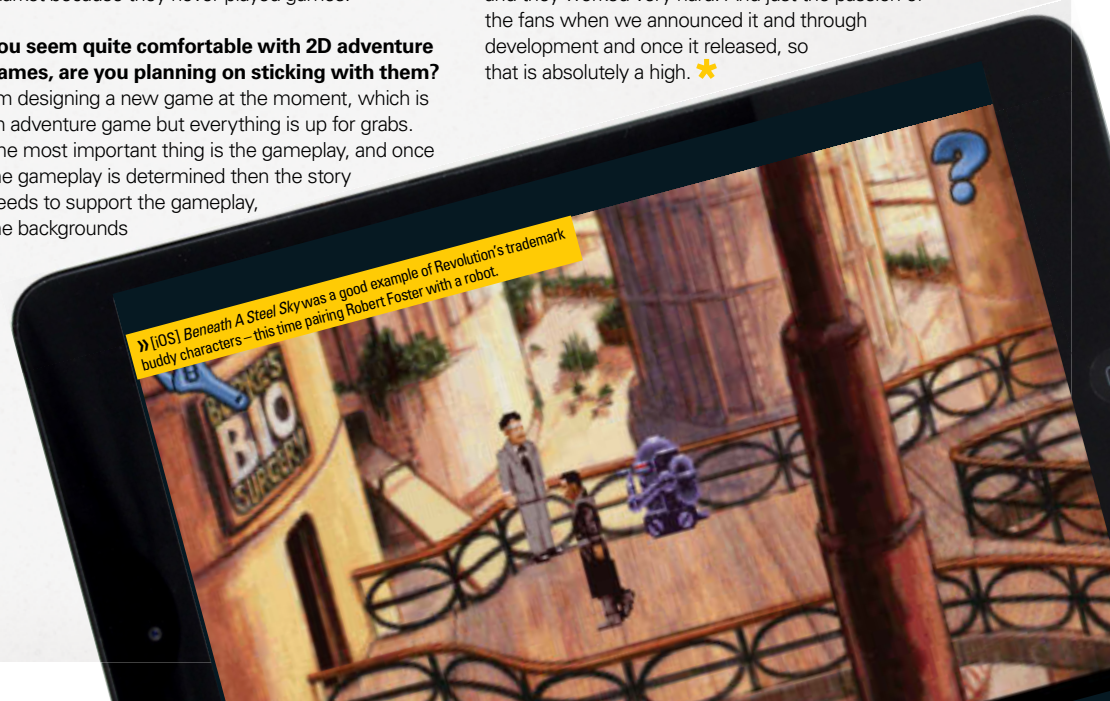 arket because they never played games.
ou seem quite comfortable with 2D adventure
ames, are you planning on sticking with them?
m designing a new game at the moment, which is
n adventure game but everything is up for grabs.
he most important thing is the gameplay, and once
he gameplay is determined then the story
eeds to support the gameplay,
he backgrounds
and they worked very hard. And just the passion of
the fans when we announced it and through
development and once it released, so
that is absolutely a high. *
» [iOS] Beneath A Steel Sky was a good example of Revolution's trademark
buddy characters – this time pairing Robert Foster with a robot.
?
BIO
SURGERY